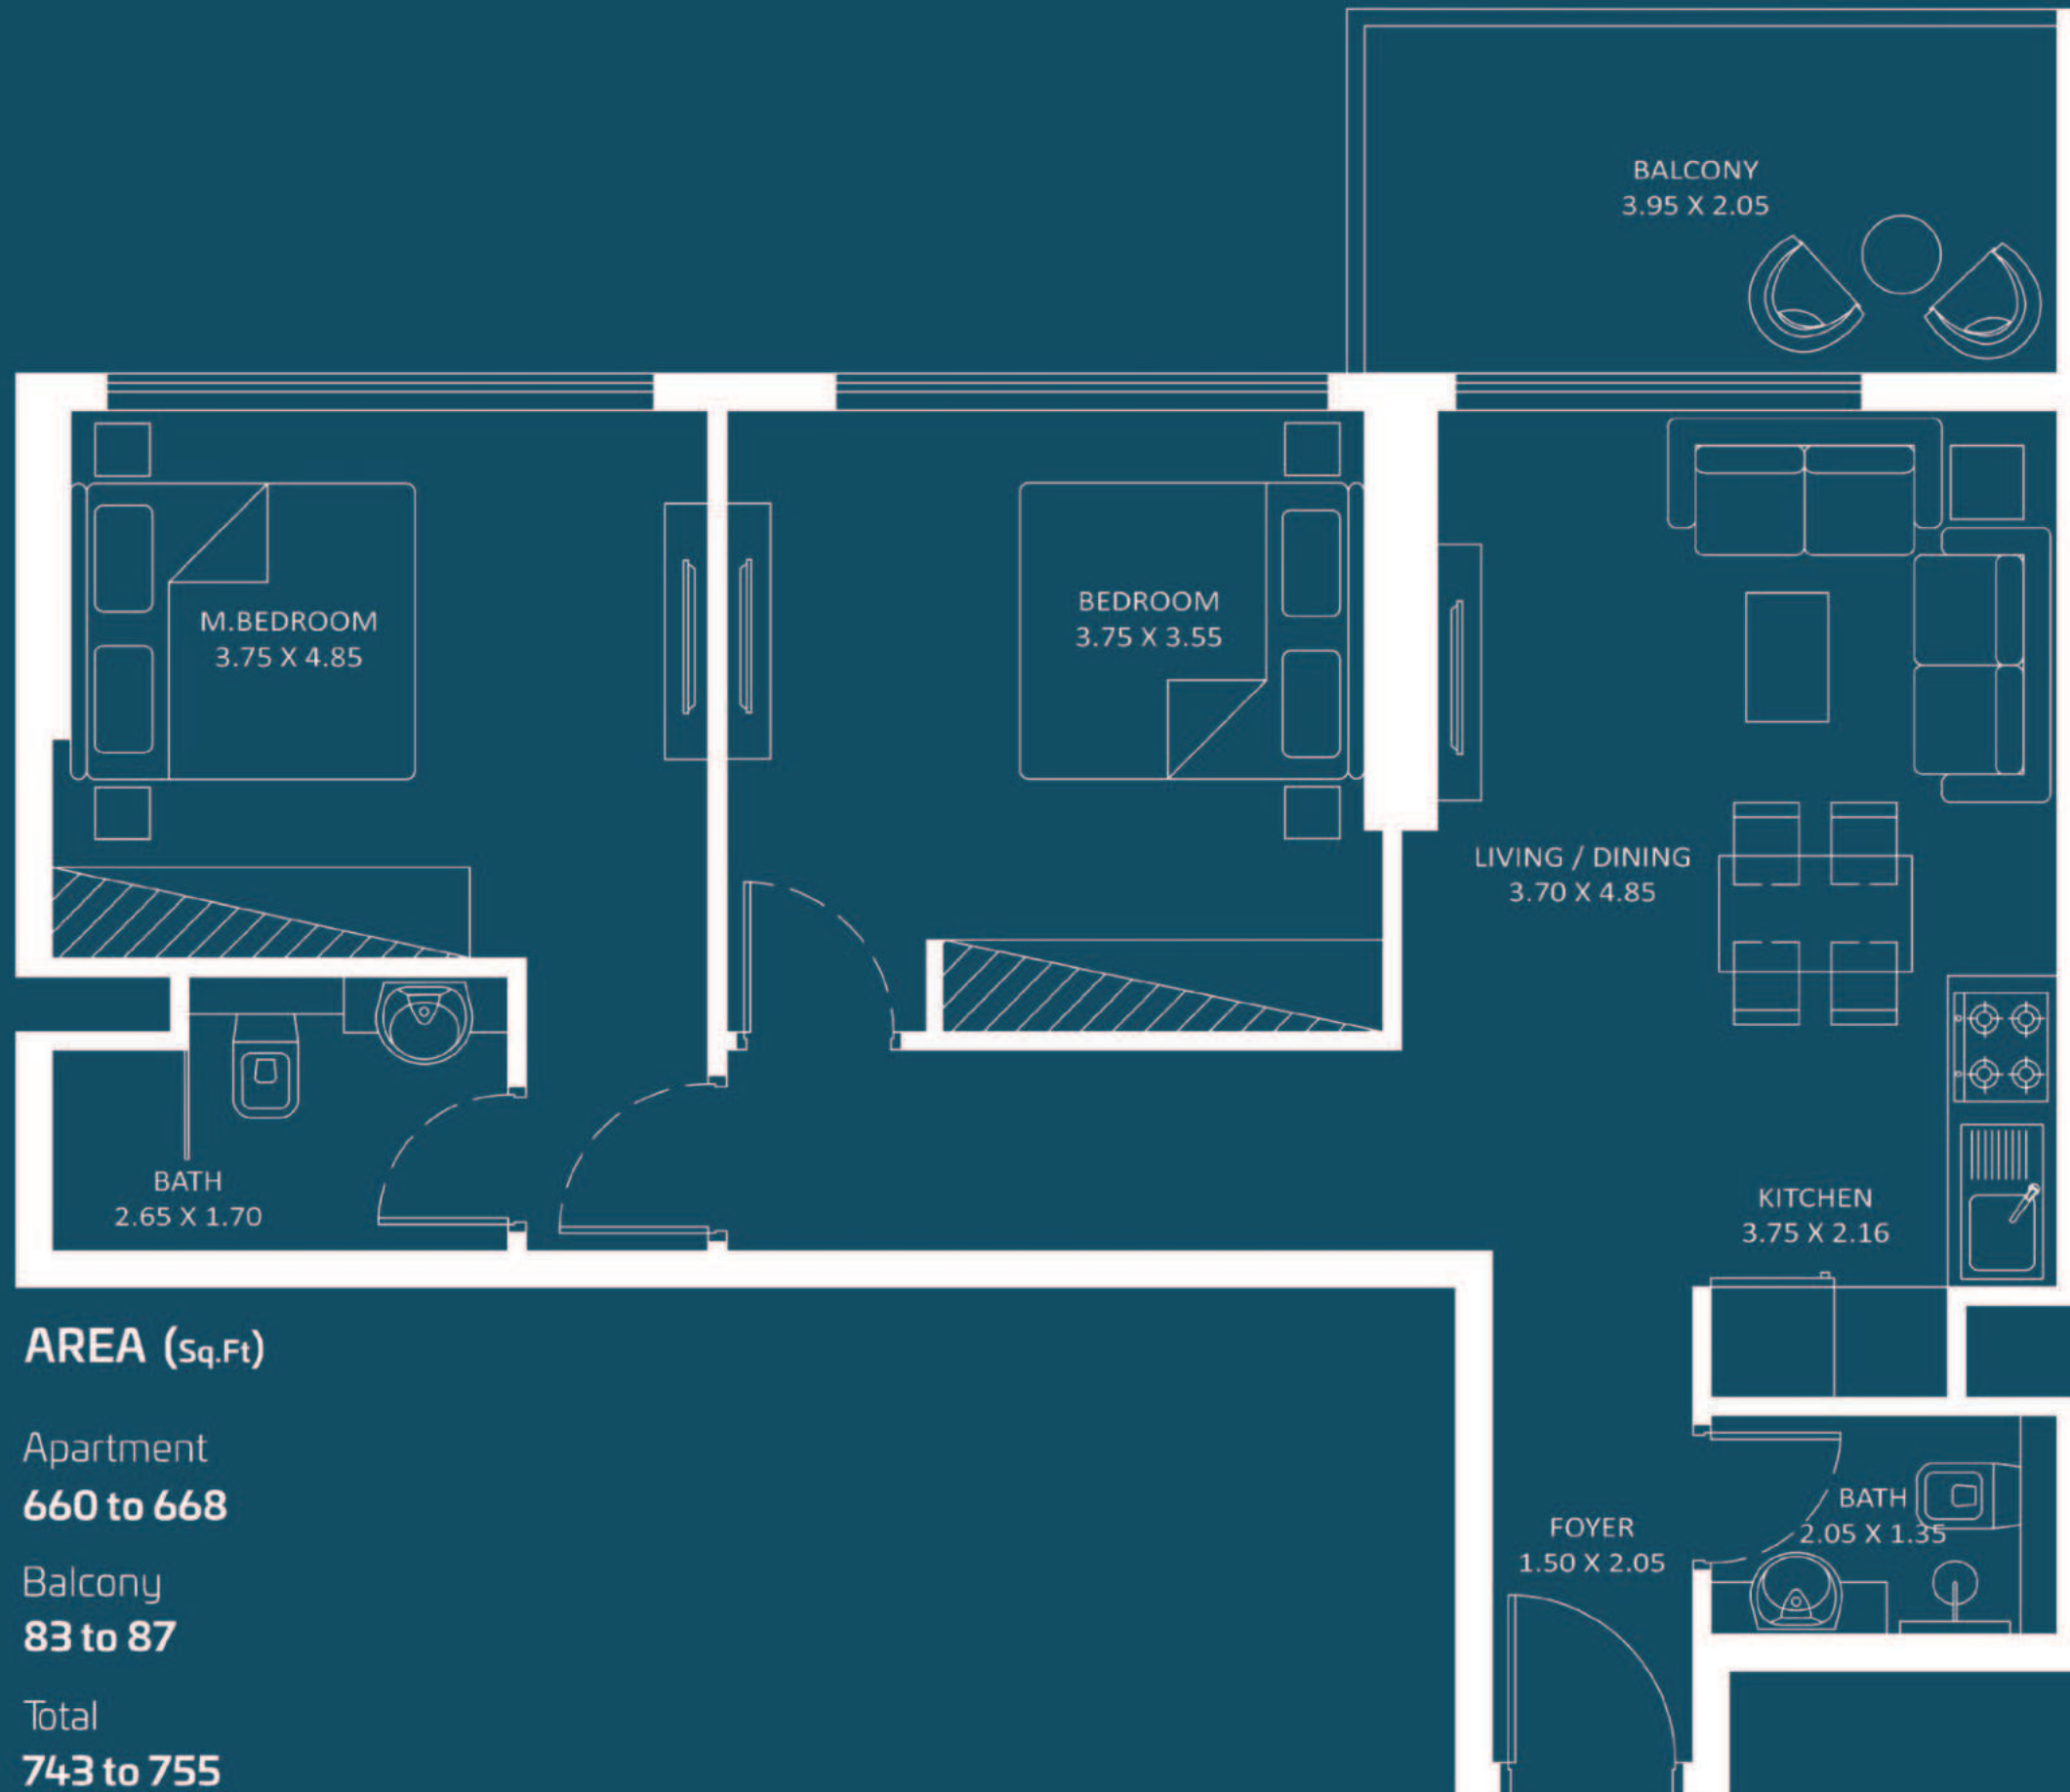 BALCONY
3.95 X 2.05
M.BEDROOM
3.75 X 4.85
BEDROOM
3.75 X 3.55
LIVING / DINING
3.70 X 4.85
BATH
2.65 X 1.70
KITCHEN
3.75 X 2.16
FOYER
1.50 X 2.05
BATH
2.05 X 1.35
AREA (Sq.Ft)
Apartment
660 to 668
Balcony
83 to 87
Total
743 to 755